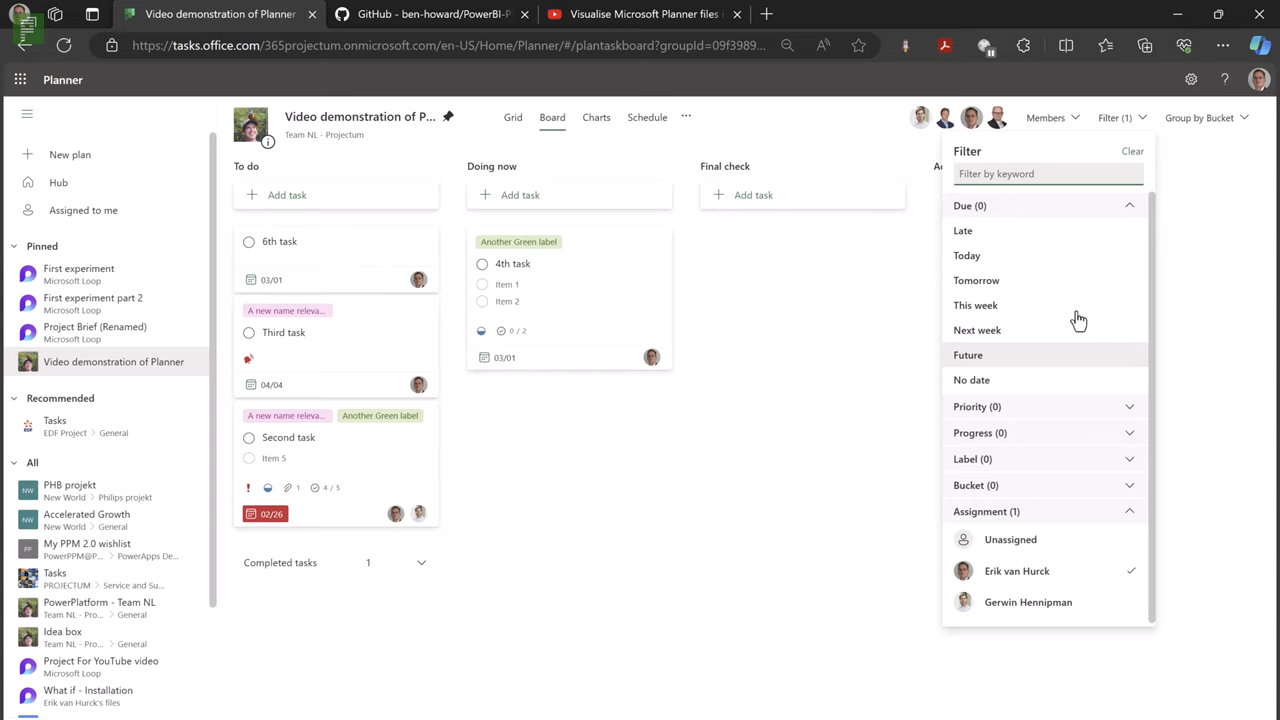 Video demonstration of Planner
GitHub - ben-howard/PowerBI-P
Visualise Microsoft Planner files
https://tasks.office.com/365projectum.onmicrosoft.com/en-US/Home/Planner/#/plantaskboard?groupId=09f3989...
Planner
New plan
Hub
Assigned to me
Pinned
First experiment
Microsoft Loop
First experiment part 2
Microsoft Loop
Project Brief (Renamed)
Microsoft Loop
Video demonstration of Planner
Recommended
Tasks
EDF Project > General
All
NW
PHB projekt
New World > Philips projekt
NW
Accelerated Growth
New World > General
PP
My PPM 2.0 wishlist
PowerPPM@P... > PowerApps De...
Tasks
PROJECTUM > Service and Su...
PowerPlatform - Team NL
Team NL - Pro... > General
Idea box
Team NL - Pro... > General
Project For YouTube video
Microsoft Loop
What if - Installation
Erik van Hurck's files
Video demonstration of P...
Team NL - Projectum
Grid
Board
Charts
Schedule
...
Members
Filter (1)
Group by Bucket
To do
Add task
6th task
03/01
A new name releva...
Third task
04/04
A new name releva...
Another Green label
Second task
Item 5
1
4 / 5
02/26
Completed tasks
1
Doing now
Add task
Another Green label
4th task
Item 1
Item 2
0 / 2
03/01
Final check
Add task
Filter
Clear
Filter by keyword
Due (0)
Late
Today
Tomorrow
This week
Next week
Future
No date
Priority (0)
Progress (0)
Label (0)
Bucket (0)
Assignment (1)
Unassigned
Erik van Hurck
Gerwin Hennipman